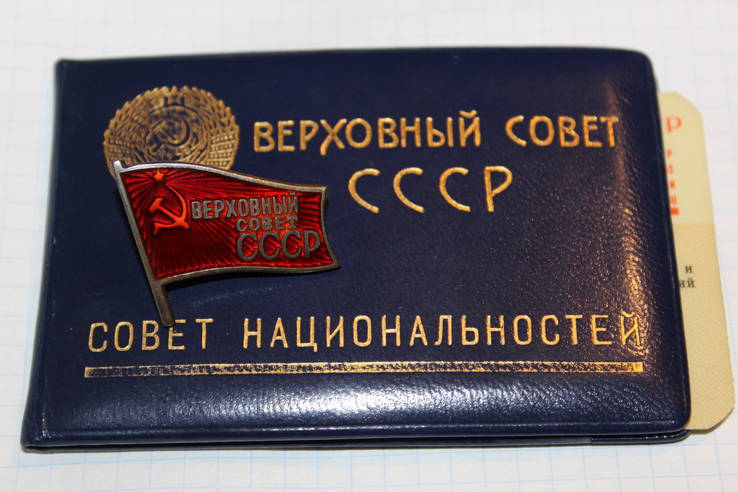 ВЕРХОВНЫЙ СОВЕТ
СССР
ВЕРХОВНЫЙ
СОВЕТ
СССР
СОВЕТ НАЦИОНАЛЬНОСТЕЙ
Р
и